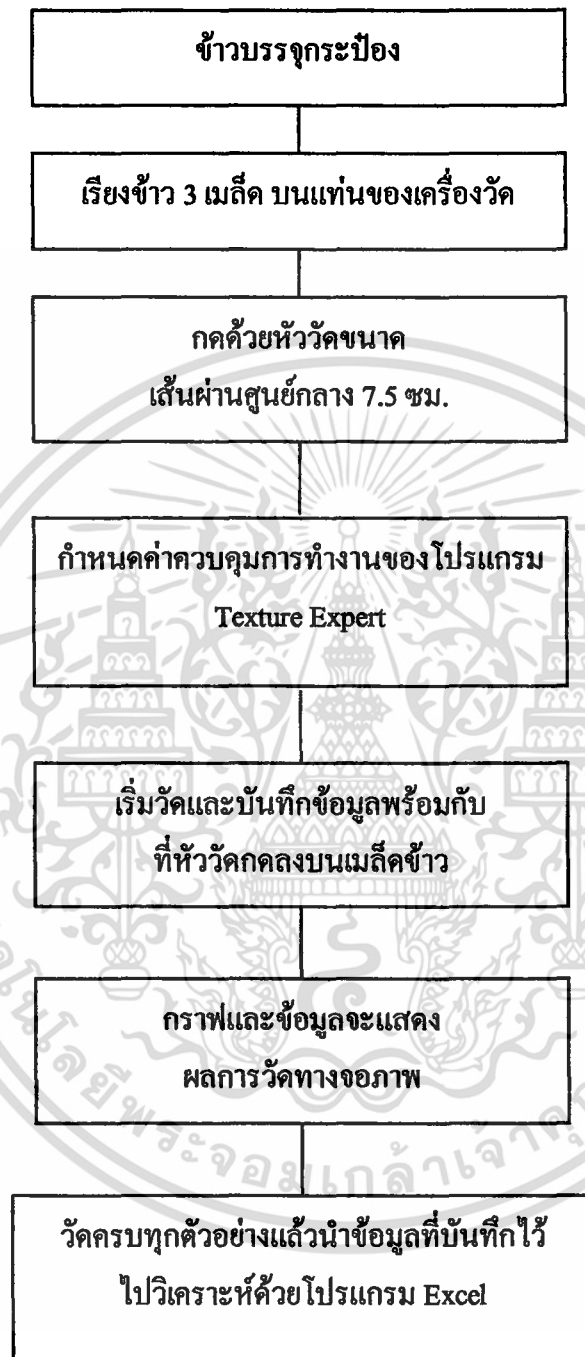 ข้าวบรรจุกระป๋อง
เรียงข้าว 3 เมล็ด บนแท่นของเครื่องวัด
กดด้วยหัววัดขนาด
เส้นผ่านศูนย์กลาง 7.5 ซม.
กำหนดค่าควบคุมการทำงานของโปรแกรม
Texture Expert
เริ่มวัดและบันทึกข้อมูลพร้อมกับ
ที่หัววัดกดลงบนเมล็ดข้าว
กราฟและข้อมูลจะแสดง
ผลการวัดทางจอภาพ
วัดครบทุกตัวอย่างแล้วนำข้อมูลที่บันทึกไว้
ไปวิเคราะห์ด้วยโปรแกรม Excel